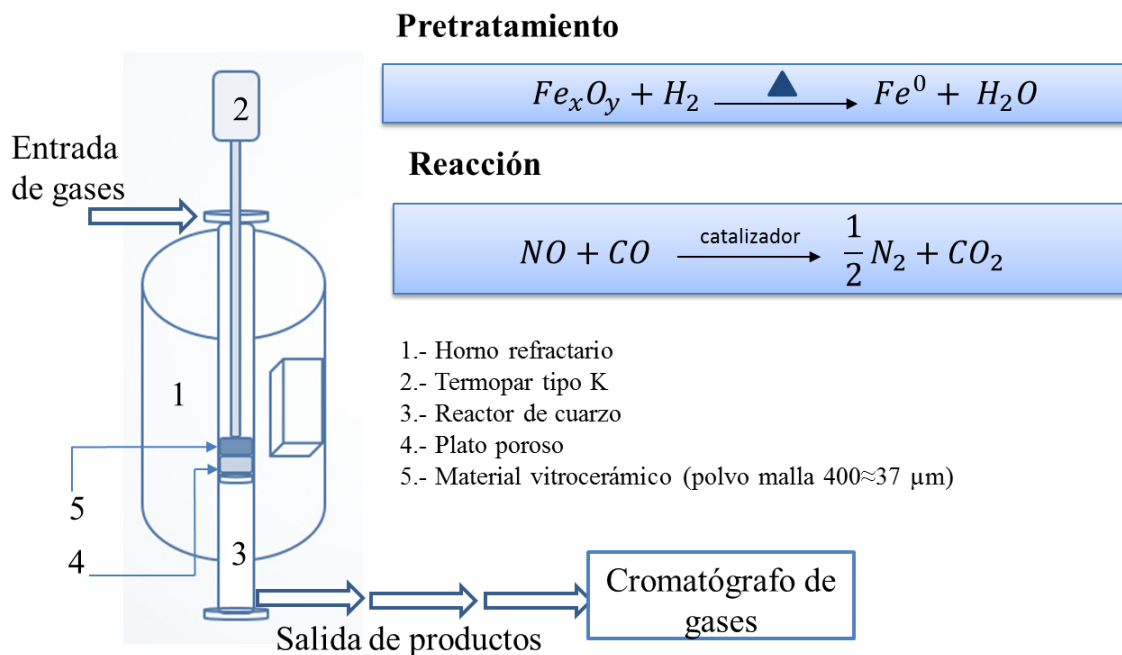 Pretratamiento
Fe_xO_y + H_2 ⟶ Fe^0 + H_2O
Reacción
NO + CO catalizador ⟶ 1/2 N_2 + CO_2
2
Entrada
de gases
1
5
4
3
1.- Horno refractario
2.- Termopar tipo K
3.- Reactor de cuarzo
4.- Plato poroso
5.- Material vitrocerámico (polvo malla 400≈37 µm)
Salida de productos
Cromatógrafo de
gases